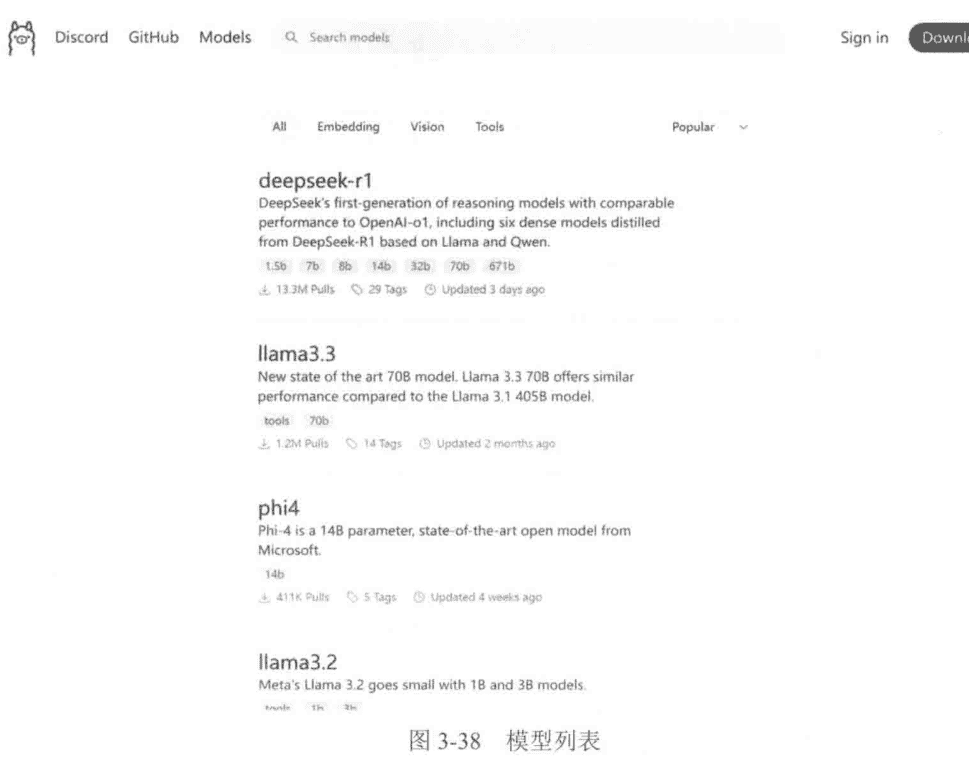 Discord GitHub Models Search models Sign in Downl
All Embedding Vision Tools Popular
deepseek-r1
DeepSeek's first-generation of reasoning models with comparable
performance to OpenAI-o1, including six dense models distilled
from DeepSeek-R1 based on Llama and Qwen.
1.5b 7b 8b 14b 32b 70b 671b
13.3M Pulls 29 Tags Updated 3 days ago
llama3.3
New state of the art 70B model. Llama 3.3 70B offers similar
performance compared to the Llama 3.1 405B model.
tools 70b
1.2M Pulls 14 Tags Updated 2 months ago
phi4
Phi-4 is a 14B parameter, state-of-the-art open model from
Microsoft.
14b
411K Pulls 5 Tags Updated 4 weeks ago
llama3.2
Meta's Llama 3.2 goes small with 1B and 3B models.
tools 1b 3b
图 3-38 模型列表